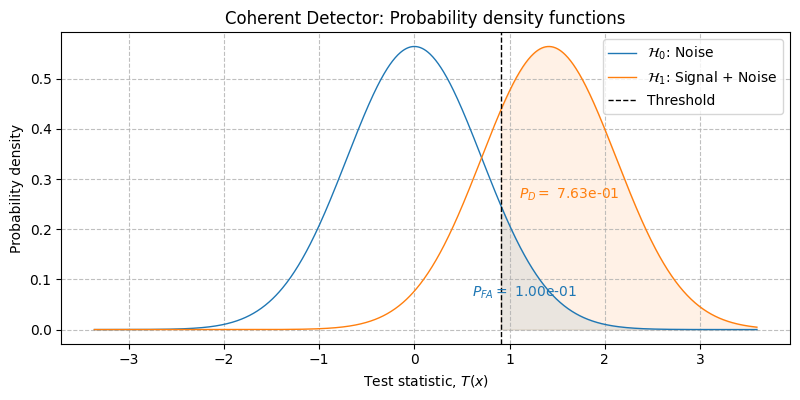 Coherent Detector: Probability density functions
Probability density
0.5
0.4
0.3
0.2
0.1
0.0
ℋ₀: Noise
ℋ₁: Signal + Noise
Threshold
P_D = 7.63e-01
P_FA = 1.00e-01
−3
−2
−1
0
1
2
3
Test statistic, T(x)